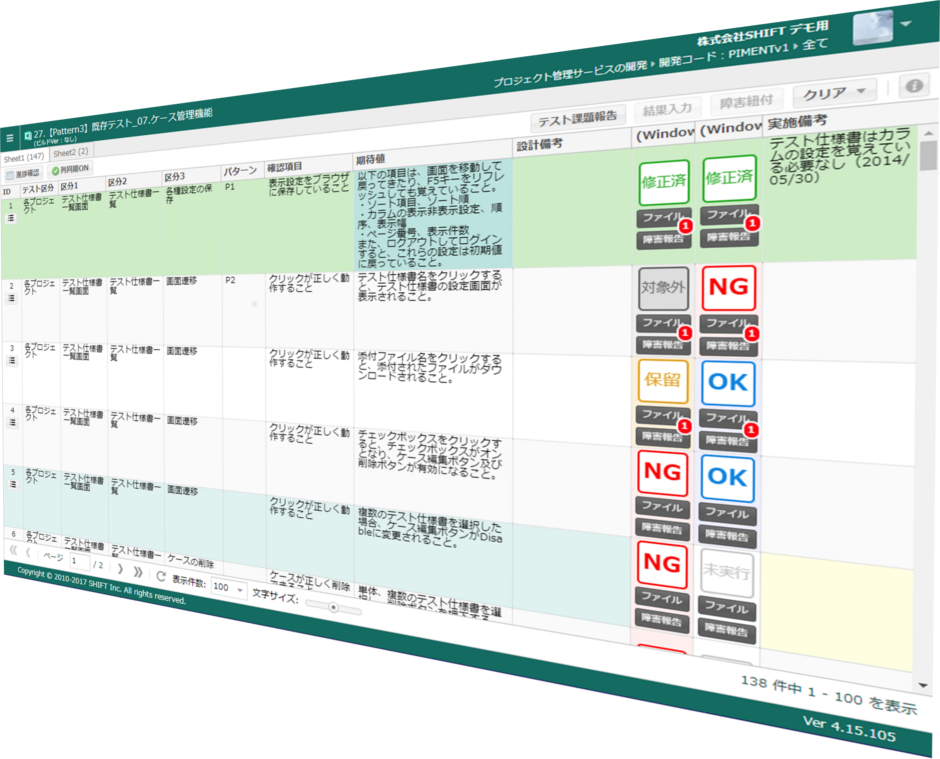 株式会社SHIFT デモ用
プロジェクト管理サービスの開発 ▸ 開発コード：PIMENTv1 ▸ 全て
27.【Pattern3】既存テスト_07.ケース管理機能
(ビルドVer：なし)
テスト課題報告 結果入力 障害紐付 クリア
Sheet1 (147) Sheet2 (2)
進捗確認 列同期ON
ID テスト区分 区分1 区分2 区分3 パターン 確認項目 期待値 設計備考 (Window (Window 実施備考
1
各プロジェ
クト
テスト仕様書
一覧画面
テスト仕様書一
覧
各種設定の保
存
P1
表示設定をブラウザ
に保存していること
以下の項目は、画面を移動して
戻ってきたり、F5キーをリフレ
ッシュしても覚えていること。
・ソート項目、ソート順
・カラムの表示非表示設定、順
序、表示幅
・ページ番号、表示件数
また、ログアウトしてログイン
すると、これらの設定は初期値
に戻っていること。
修正済 修正済
ファイル 1 ファイル 1
障害報告 障害報告
テスト仕様書はカラ
ムの設定を覚えてい
る必要なし（2014/
05/30）
2
各プロジェ
クト
テスト仕様書
一覧画面
テスト仕様書一
覧
画面遷移
P2
クリックが正しく動
作すること
テスト仕様書名をクリックする
と、テスト仕様書の設定画面が
表示されること。
対象外 NG
ファイル 1 ファイル 1
障害報告 障害報告
3
各プロジェ
クト
テスト仕様書
一覧画面
テスト仕様書一
覧
画面遷移
クリックが正しく動
作すること
添付ファイル名をクリックする
と、添付されたファイルがダウ
ンロードされること。
保留 OK
ファイル 1 ファイル 1
障害報告 障害報告
4
各プロジェ
クト
テスト仕様書
一覧画面
テスト仕様書一
覧
画面遷移
クリックが正しく動
作すること
チェックボックスをクリックす
ると、チェックボックスがオン
となり、ケース編集ボタン及び
削除ボタンが有効になること。
NG OK
ファイル ファイル
障害報告 障害報告
5
各プロジェ
クト
テスト仕様書
一覧画面
テスト仕様書一
覧
画面遷移
クリックが正しく動
作すること
複数のテスト仕様書を選択した
場合、ケース編集ボタンがDisa
bleに変更されること。
NG 未実行
ファイル ファイル
障害報告 障害報告
6
各プロジェ
テスト仕様書
テスト仕様書一
ケースの削除
ケースが正しく削除
単体、複数のテスト仕様書を選
ページ 1 / 2 表示件数: 100 文字サイズ:
138 件中 1 - 100 を表示
Copyright © 2010-2017 SHIFT Inc. All rights reserved.
Ver 4.15.105